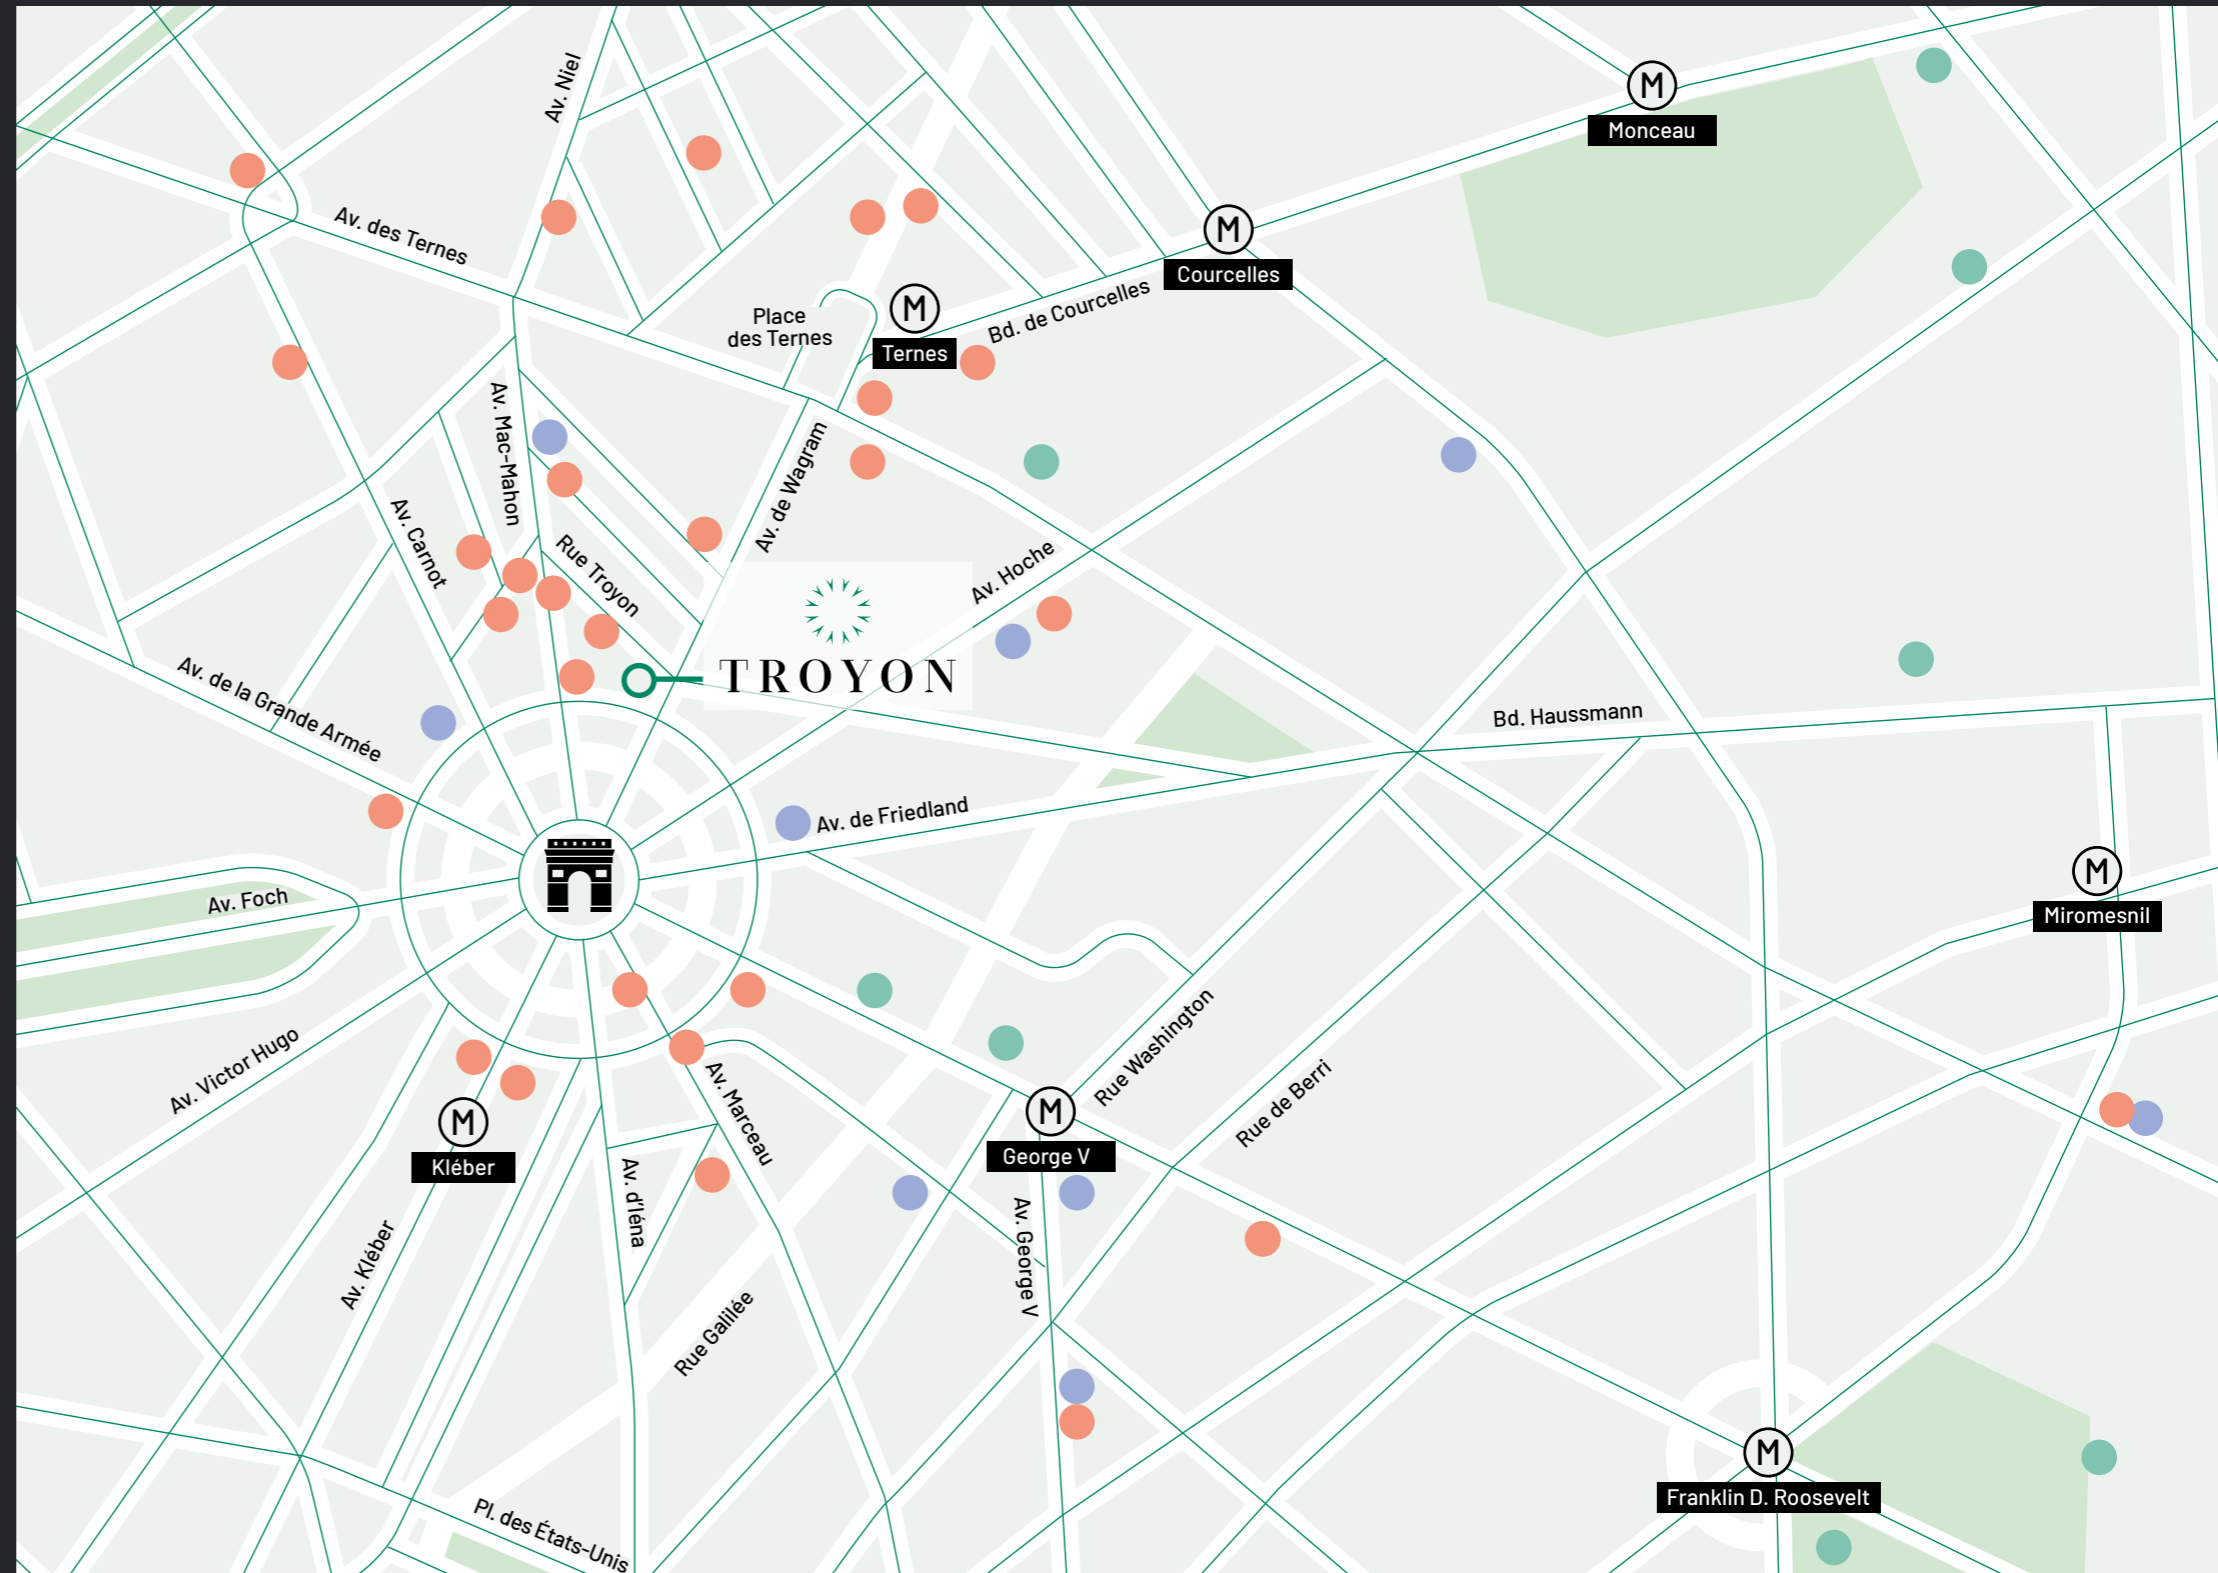 Av. Niel
M
Monceau
Av. des Ternes
M
Courcelles
Place
des Ternes
M
Ternes
Bd. de Courcelles
Av. Mac-Mahon
Av. de Wagram
Av. Carnot
Rue Troyon
Av. Hoche
TROYON
Av. de la Grande Armée
Bd. Haussmann
Av. de Friedland
Av. Foch
M
Miromesnil
Av. Victor Hugo
Rue Washington
M
Kléber
Av. Marceau
M
George V
Rue de Berri
Av. d'Iéna
Av. Kléber
Av. George V
Rue Galilée
M
Franklin D. Roosevelt
Pl. des États-Unis